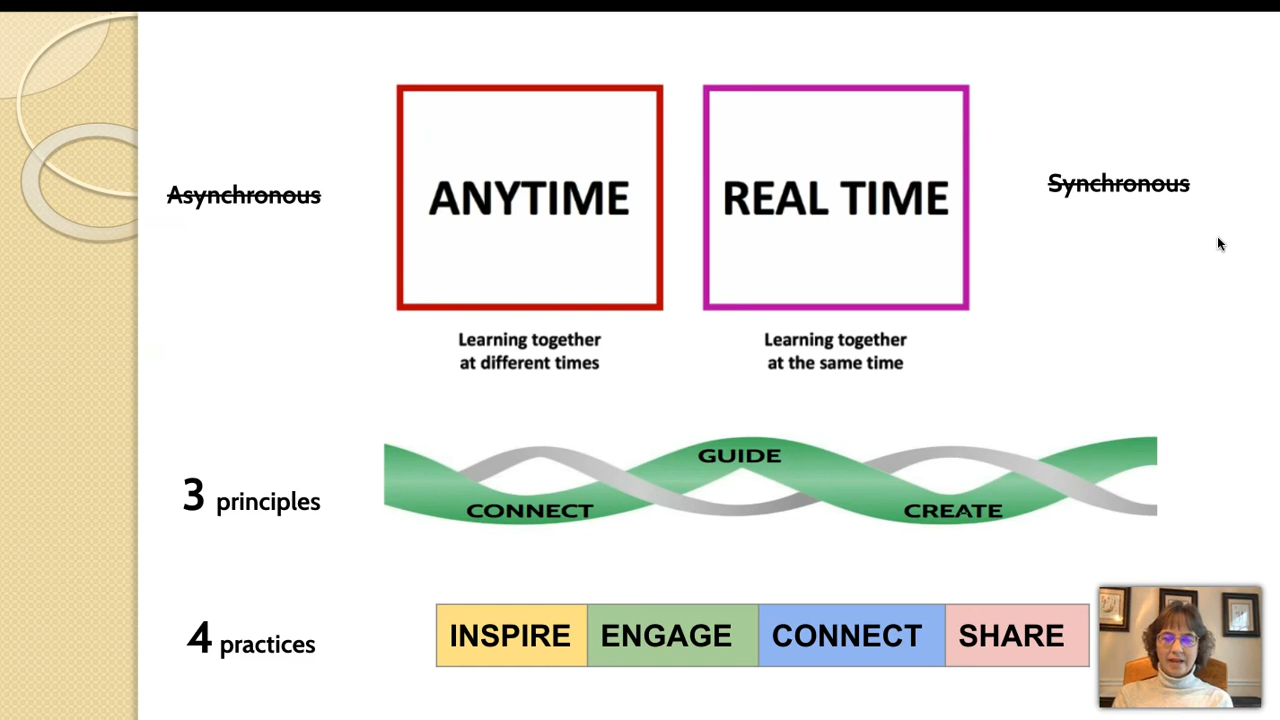 Asynchronous
ANYTIME
REAL TIME
Synchronous
Learning together
at different times
Learning together
at the same time
3 principles
CONNECT
GUIDE
CREATE
4 practices
INSPIRE
ENGAGE
CONNECT
SHARE